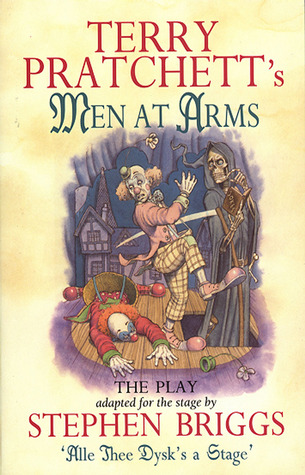 TERRY
PRATCHETT's
MEN AT ARMS
THE PLAY
adapted for the stage by
STEPHEN BRIGGS
‘Alle Thee Dysk’s a Stage’